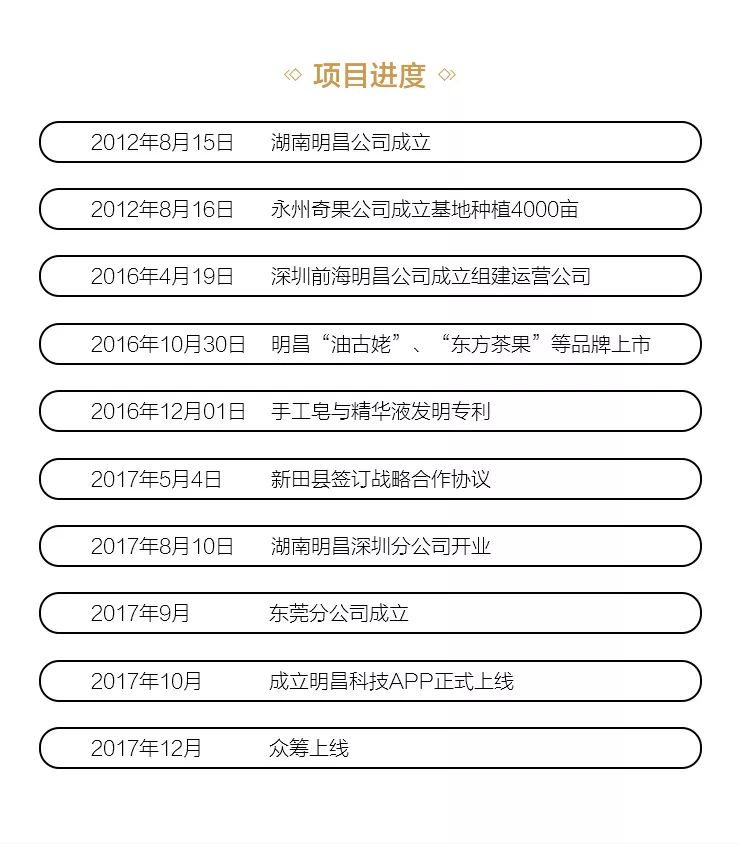 项目进度
2012年8月15日 湖南明昌公司成立
2012年8月16日 永州奇果公司成立基地种植4000亩
2016年4月19日 深圳前海明昌公司成立组建运营公司
2016年10月30日 明昌“油古姥”、“东方茶果”等品牌上市
2016年12月01日 手工皂与精华液发明专利
2017年5月4日 新田县签订战略合作协议
2017年8月10日 湖南明昌深圳分公司开业
2017年9月 东莞分公司成立
2017年10月 成立明昌科技APP正式上线
2017年12月 众筹上线